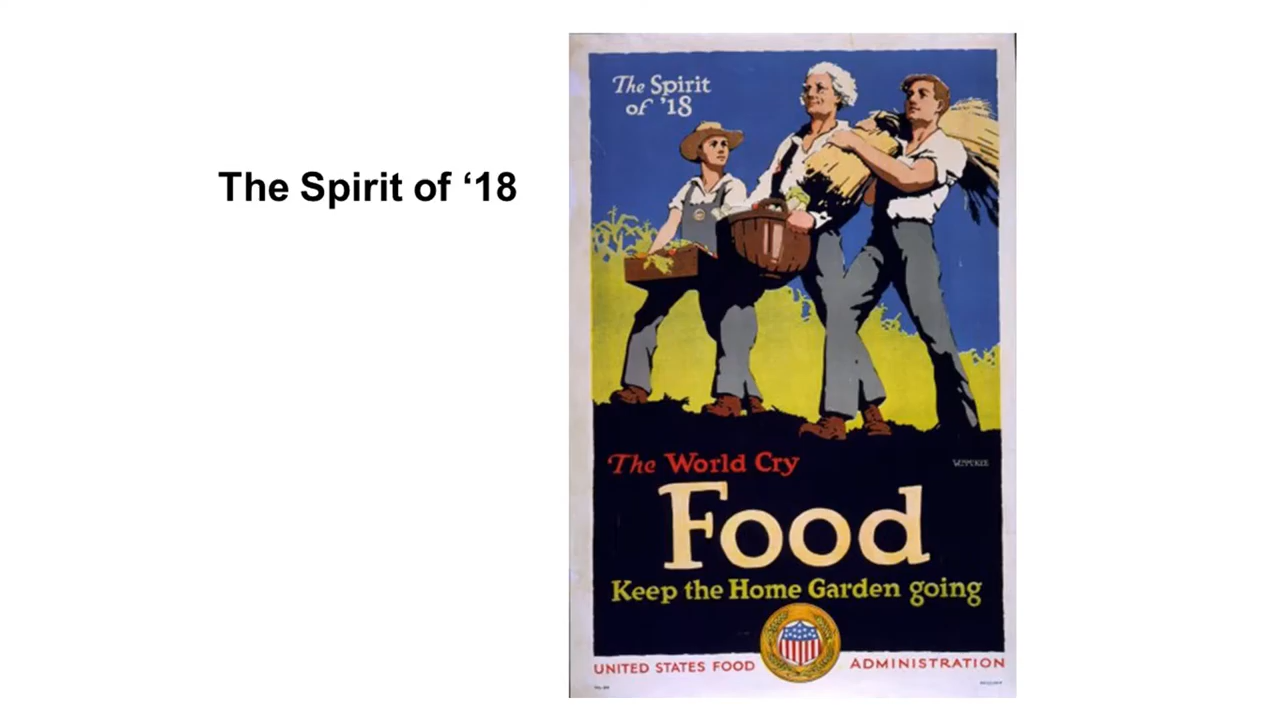 The Spirit of ‘18
The Spirit
of '18
The World Cry
Food
Keep the Home Garden going
UNITED STATES FOOD ADMINISTRATION